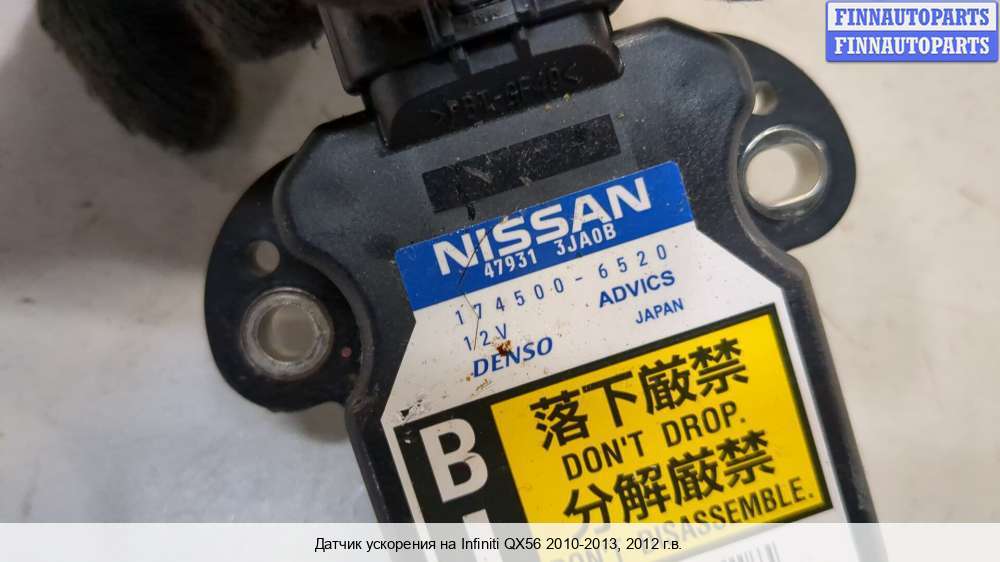 FINNAUTOPARTS
FINNAUTOPARTS
NISSAN
47931 3JA0B
174500-6520
12V
ADVICS
DENSO
JAPAN
B
落下厳禁
DON'T DROP.
分解厳禁
DON'T DISASSEMBLE.
Датчик ускорения на Infiniti QX56 2010-2013, 2012 г.в.